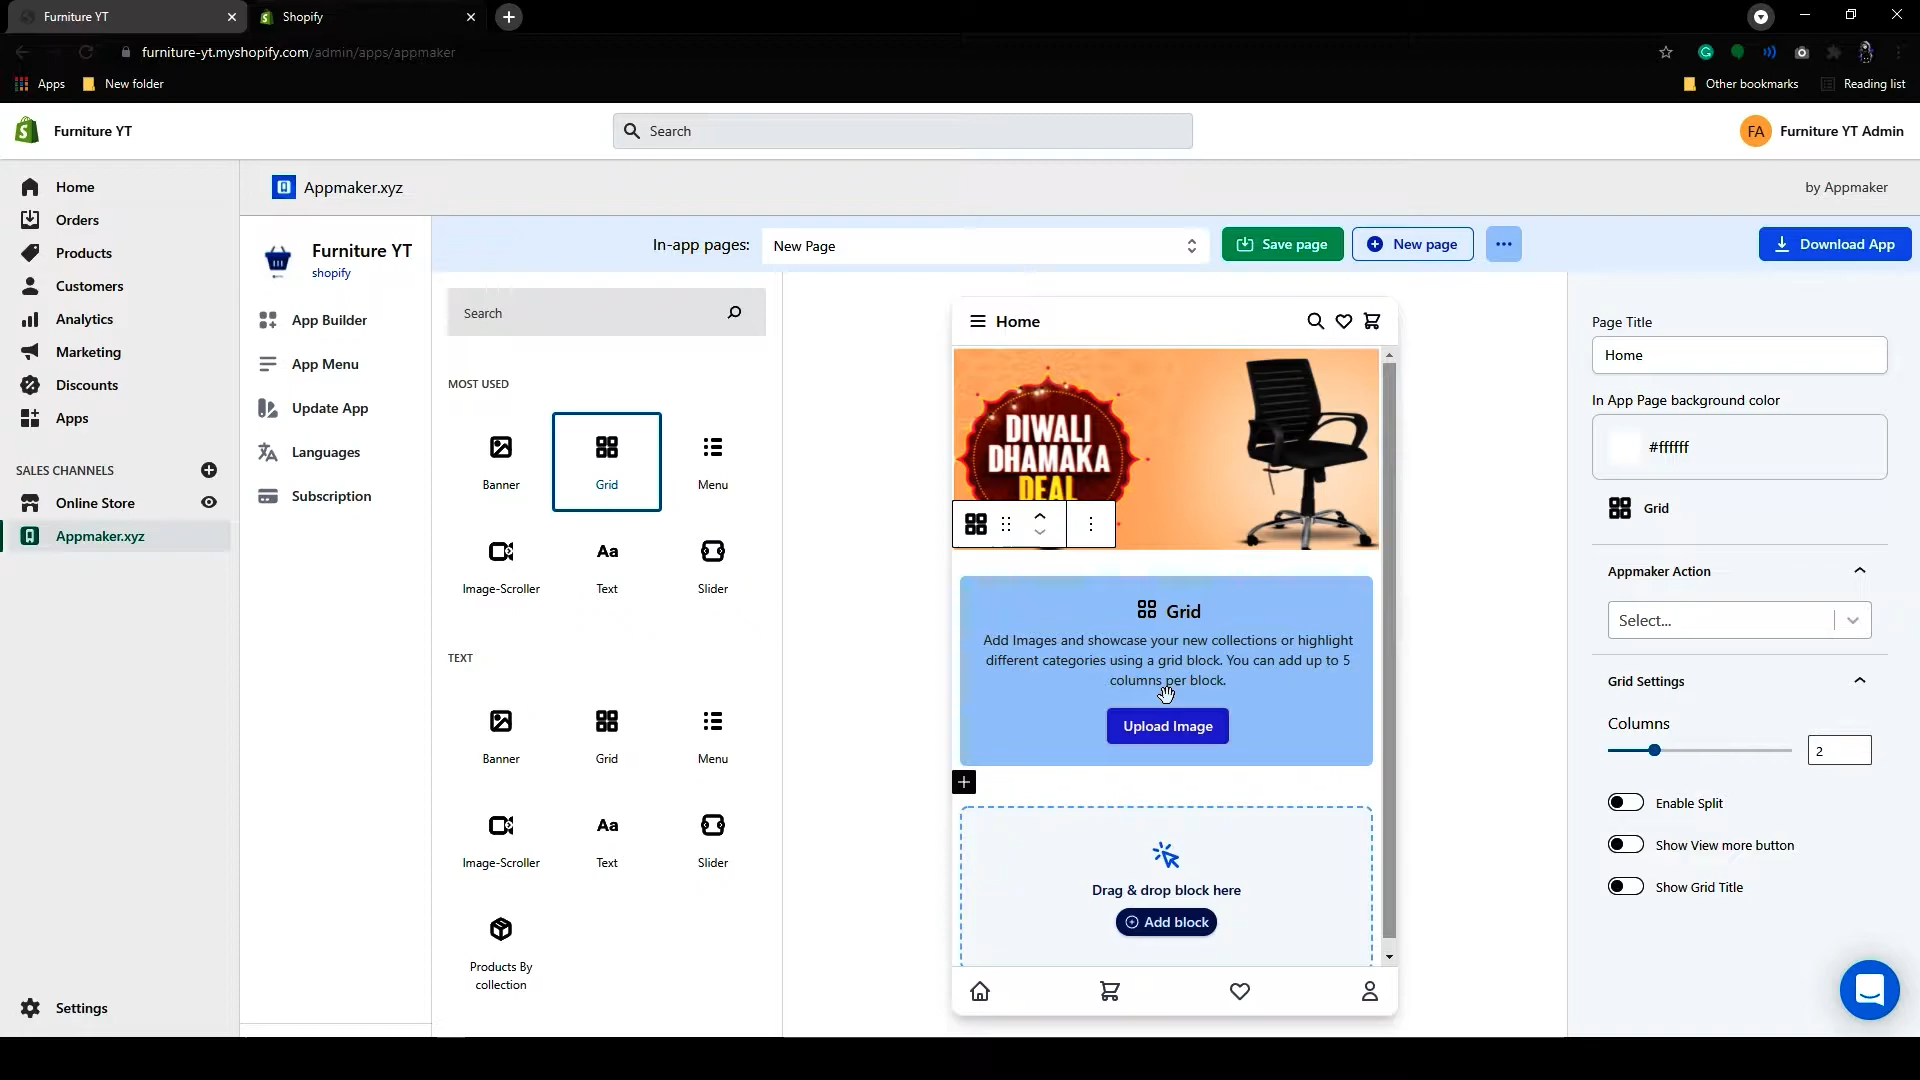 Furniture YT
Shopify
furniture-yt.myshopify.com/admin/apps/appmaker
Apps
New folder
Other bookmarks
Reading list
Furniture YT
Search
FA
Furniture YT Admin
Home
Orders
Products
Customers
Analytics
Marketing
Discounts
Apps
SALES CHANNELS
Online Store
Appmaker.xyz
Settings
Appmaker.xyz
by Appmaker
Furniture YT
shopify
App Builder
App Menu
Update App
Languages
Subscription
In-app pages:
New Page
Save page
New page
Download App
Search
MOST USED
Banner
Grid
Menu
Image-Scroller
Aa
Text
Slider
TEXT
Banner
Grid
Menu
Image-Scroller
Aa
Text
Slider
Products By
collection
Home
DIWALI
DHAMAKA
DEAL
Grid
Add Images and showcase your new collections or highlight
different categories using a grid block. You can add up to 5
columns per block.
Upload Image
Drag & drop block here
Add block
Page Title
Home
In App Page background color
#ffffff
Grid
Appmaker Action
Select...
Grid Settings
Columns
2
Enable Split
Show View more button
Show Grid Title